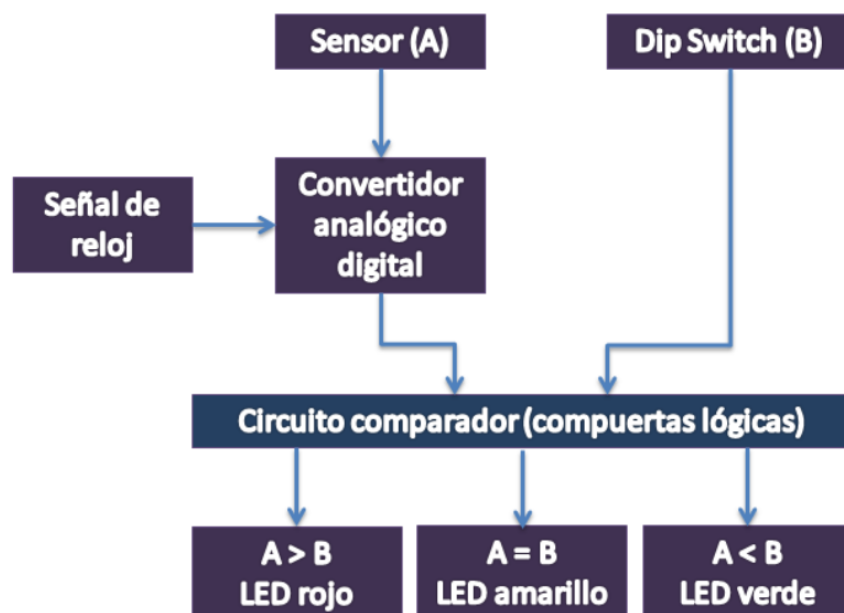 Sensor (A)
Dip Switch (B)
Señal de
reloj
Convertidor
analógico
digital
Circuito comparador (compuertas lógicas)
A > B
LED rojo
A = B
LED amarillo
A < B
LED verde